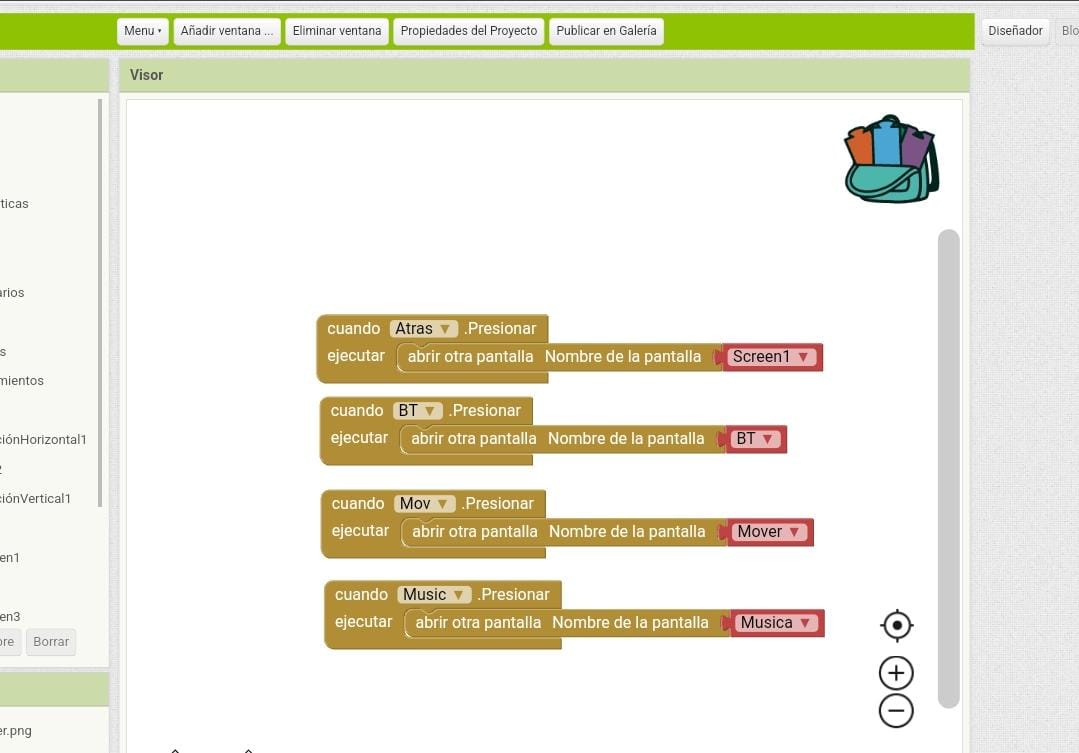 Menu
Añadir ventana ...
Eliminar ventana
Propiedades del Proyecto
Publicar en Galería
Diseñador
Blo
Visor
ticas
arios
s
mientos
ciónHorizontal1
2
ciónVertical1
en1
en3
bre
Borrar
er.png
cuando Atras .Presionar
ejecutar abrir otra pantalla Nombre de la pantalla Screen1
cuando BT .Presionar
ejecutar abrir otra pantalla Nombre de la pantalla BT
cuando Mov .Presionar
ejecutar abrir otra pantalla Nombre de la pantalla Mover
cuando Music .Presionar
ejecutar abrir otra pantalla Nombre de la pantalla Musica